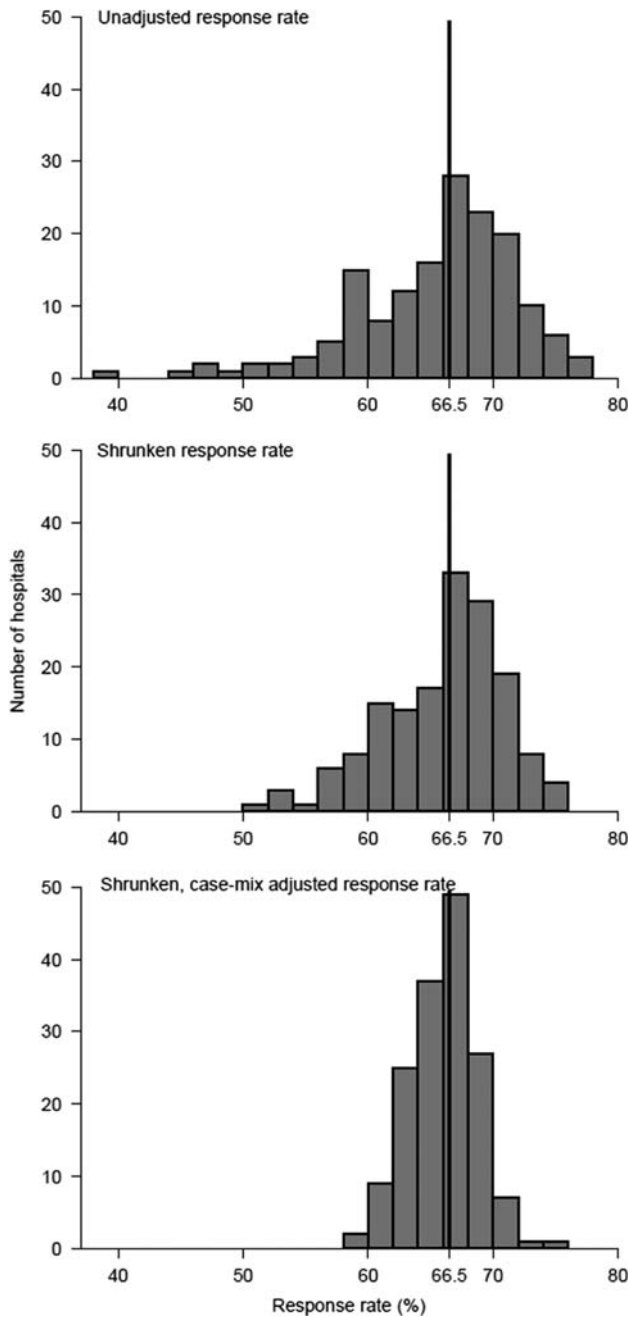 Unadjusted response rate
50
40
30
20
10
0
40 50 60 66.5 70 80
Shrunken response rate
50
40
30
20
10
0
40 50 60 66.5 70 80
Number of hospitals
Shrunken, case-mix adjusted response rate
50
40
30
20
10
0
40 50 60 66.5 70 80
Response rate (%)